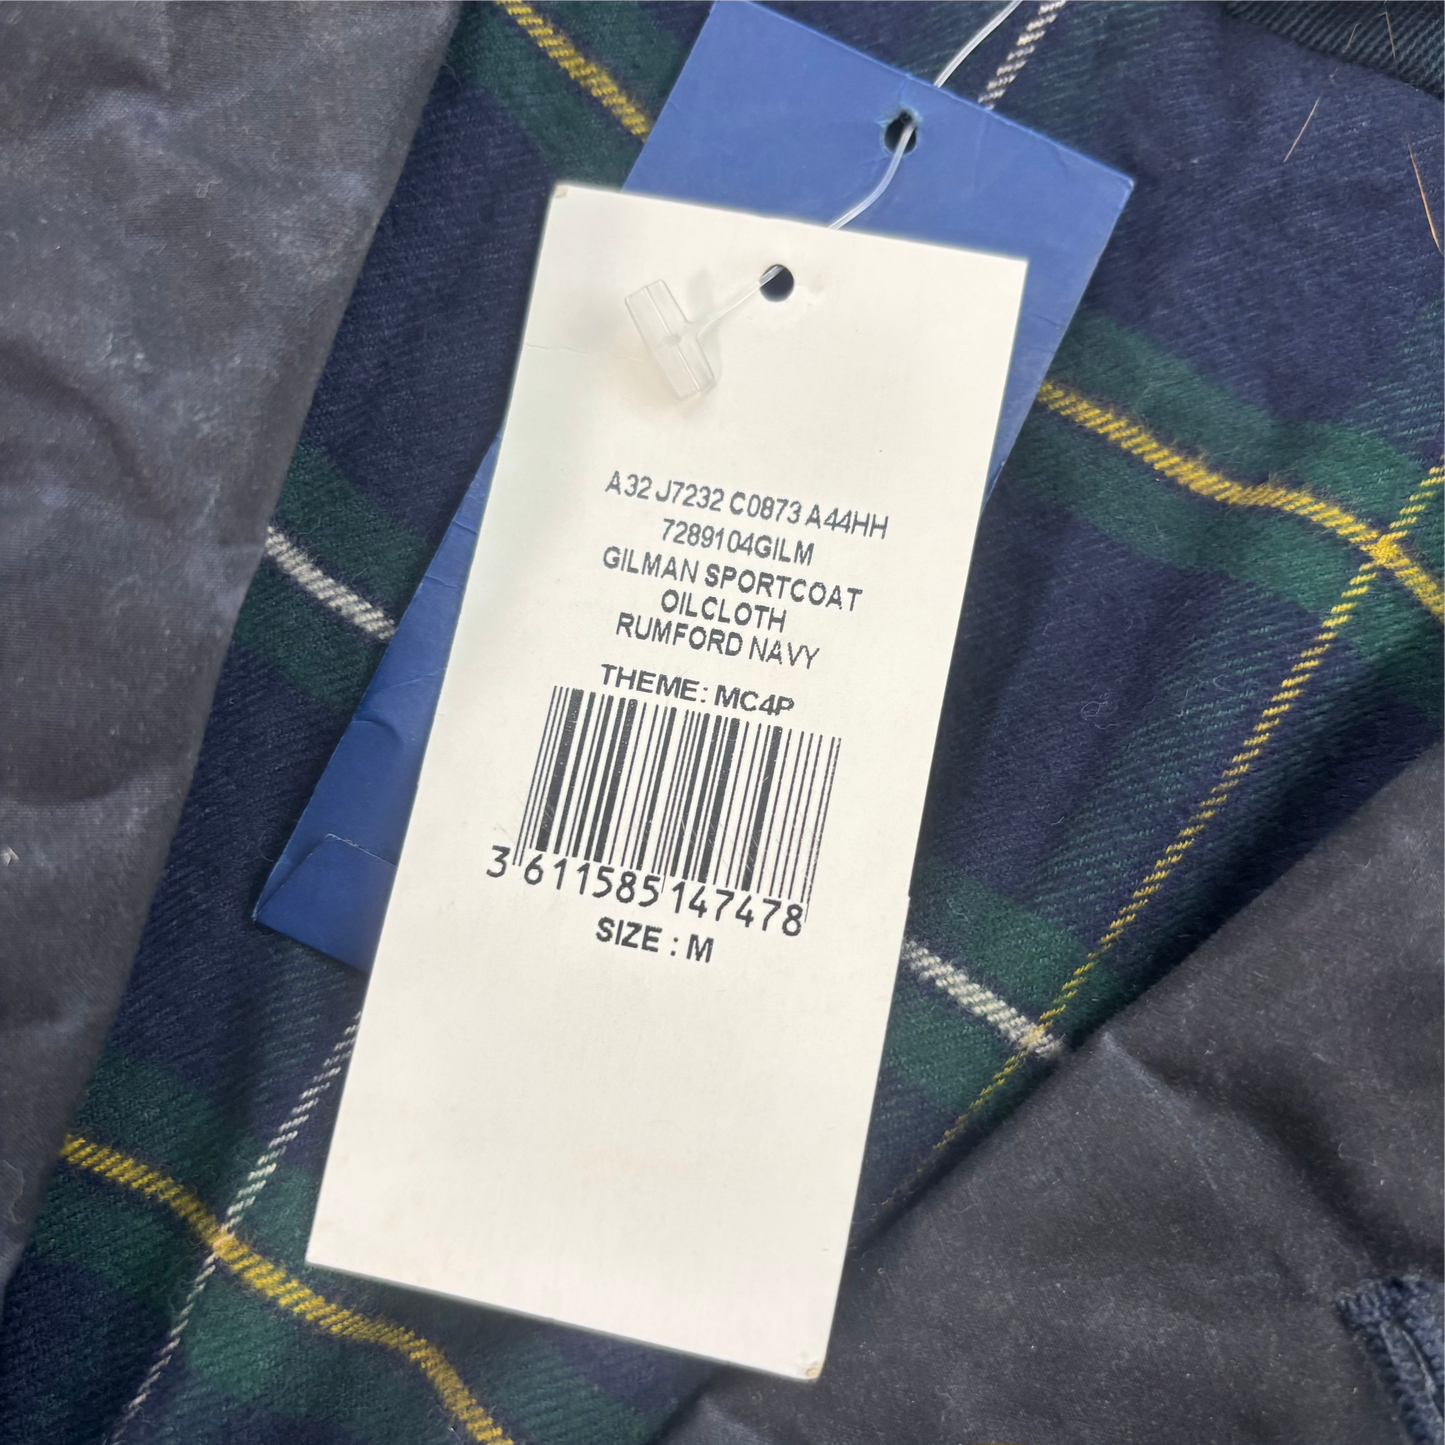 A32 J7232 C0873 A44HH
7289104GILM
GILMAN SPORTCOAT
OILCLOTH
RUMFORD NAVY
THEME: MC4P
3 611585 147478
SIZE : M